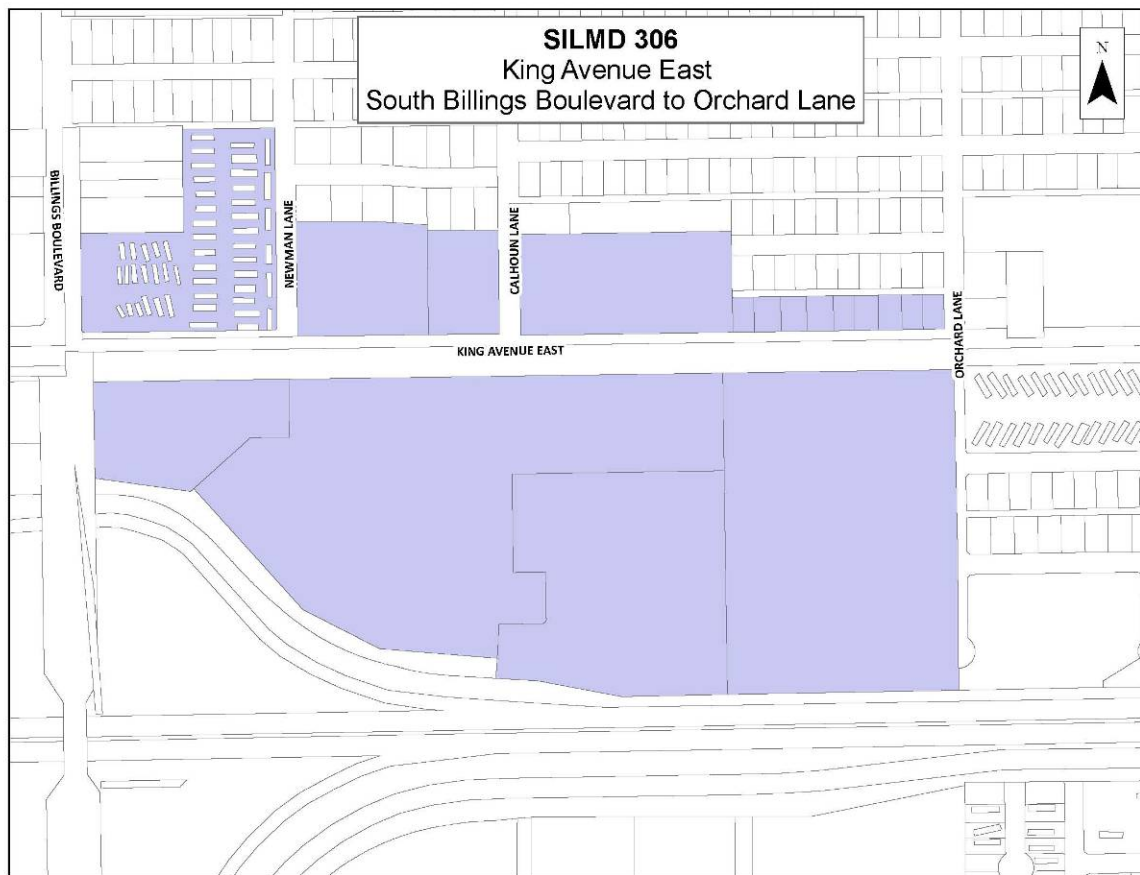 SILMD 306
King Avenue East
South Billings Boulevard to Orchard Lane
N
BILLINGS BOULEVARD
NEWMAN LANE
CALHOUN LANE
ORCHARD LANE
KING AVENUE EAST